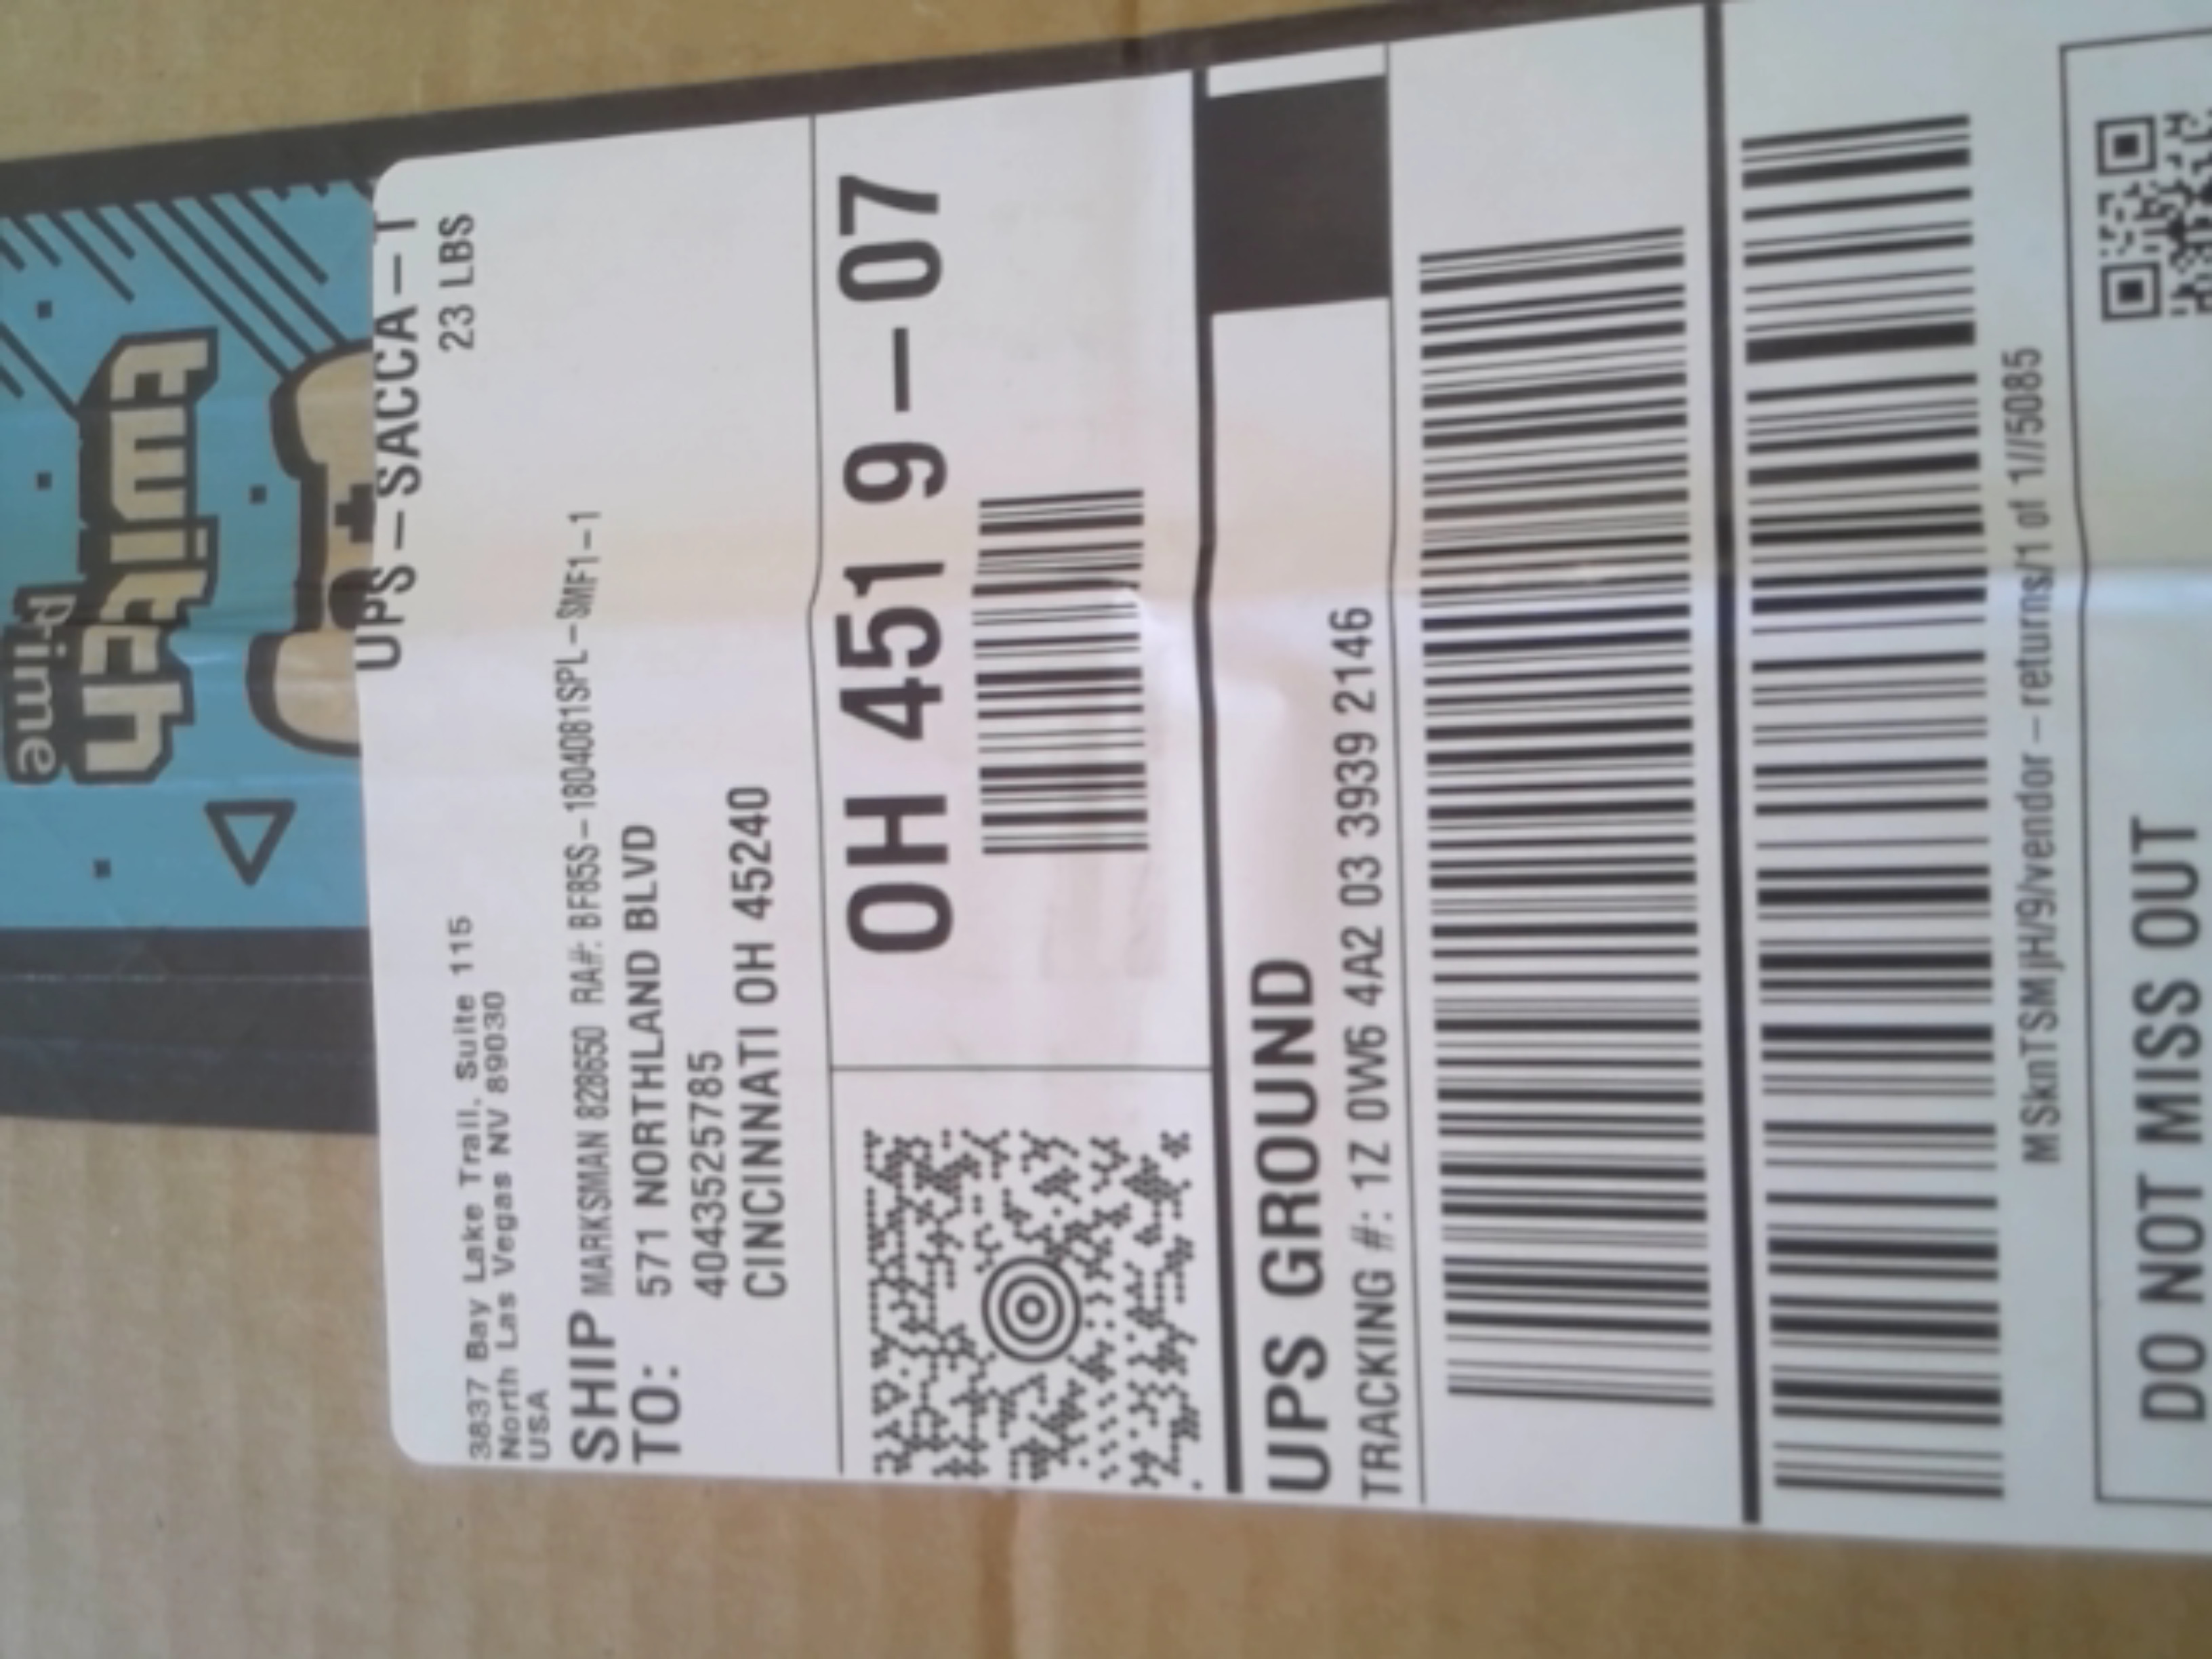 prime
twitch
UPS-SACCA-T
23 LBS
3837 Bay Lake Trail, Suite 115
North Las Vegas NV 89030
USA
SHIP TO:
MARKSMAN 828650 RA#: BF85S-1804081SPL-SMF1-1
571 NORTHLAND BLVD
4043525785
CINCINNATI OH 45240
OH 451 9-07
UPS GROUND
TRACKING #: 1Z 0W6 4A2 03 3939 2146
MSknTSMjH/9/vendor-returns/1 of 1//5085
DO NOT MISS OUT